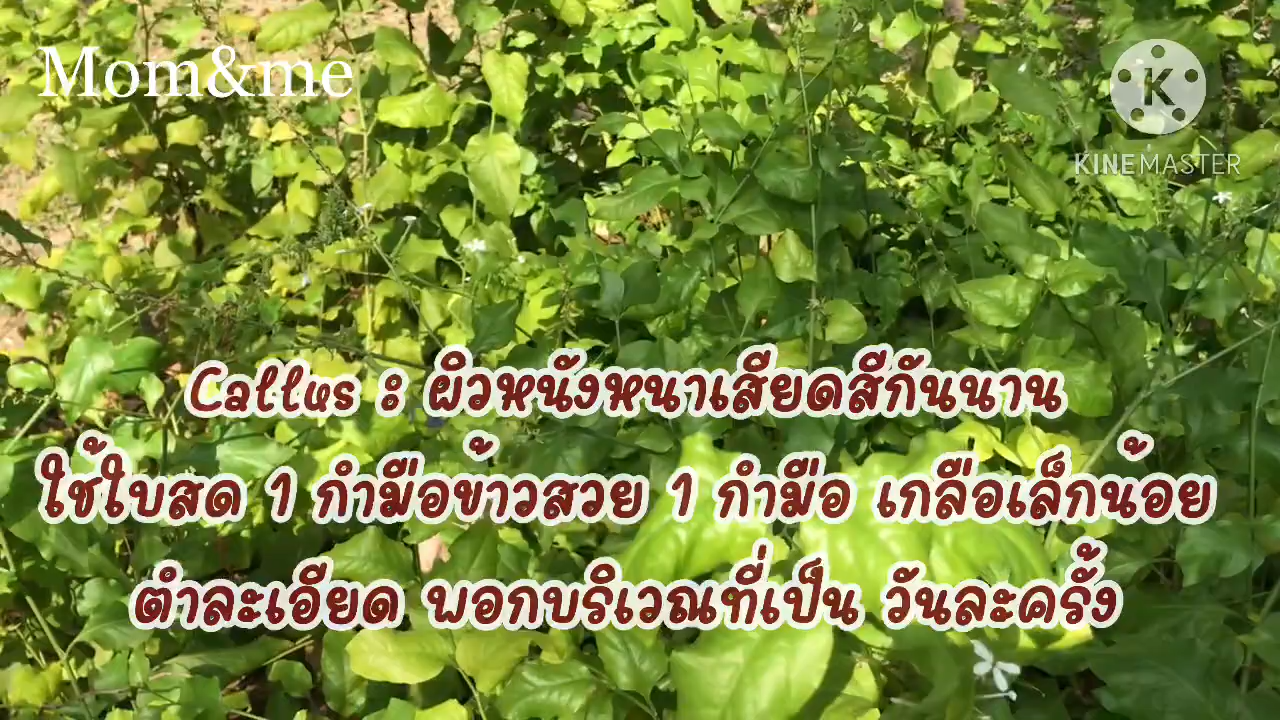 Mom&me
K
KINEMASTER
Callus : ผิวหนังหนาเสียดสีกันนาน
ใช้ใบสด 1 กำมือข้าวสวย 1 กำมือ เกลือเล็กน้อย
ตำละเอียด พอกบริเวณที่เป็น วันละครั้ง